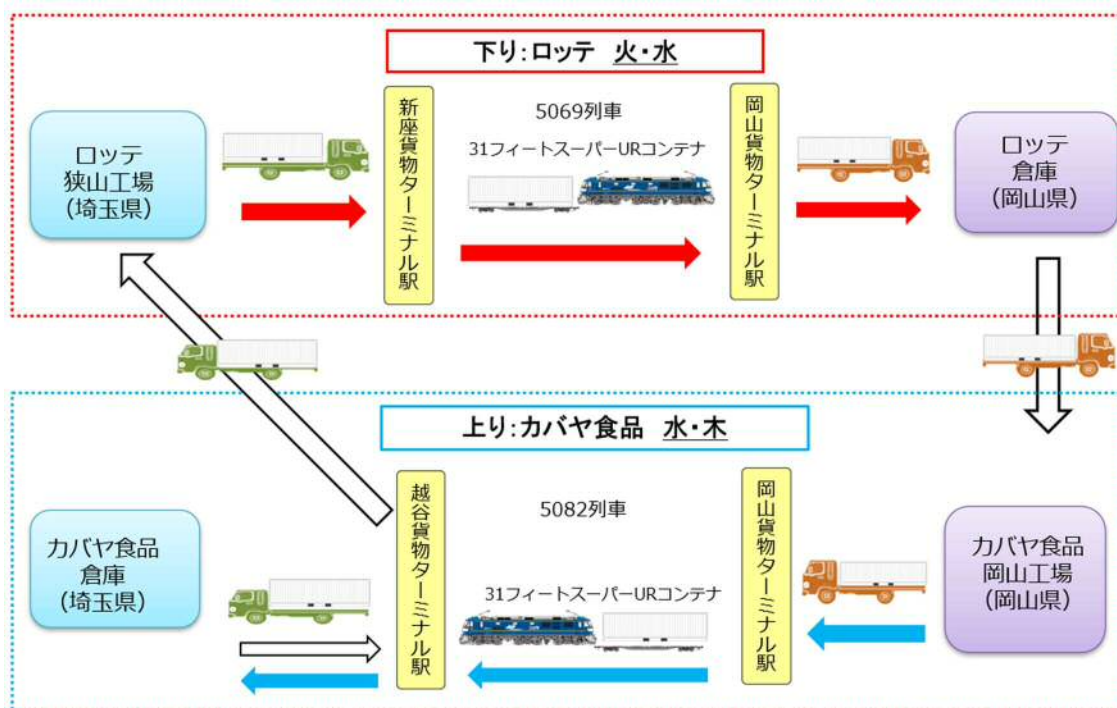 下り:ロッテ 火・水
ロッテ
狭山工場
(埼玉県)
新座貨物ターミナル駅
5069列車
31フィートスーパーURコンテナ
岡山貨物ターミナル駅
ロッテ
倉庫
(岡山県)
上り:カバヤ食品 水・木
カバヤ食品
倉庫
(埼玉県)
越谷貨物ターミナル駅
5082列車
31フィートスーパーURコンテナ
岡山貨物ターミナル駅
カバヤ食品
岡山工場
(岡山県)